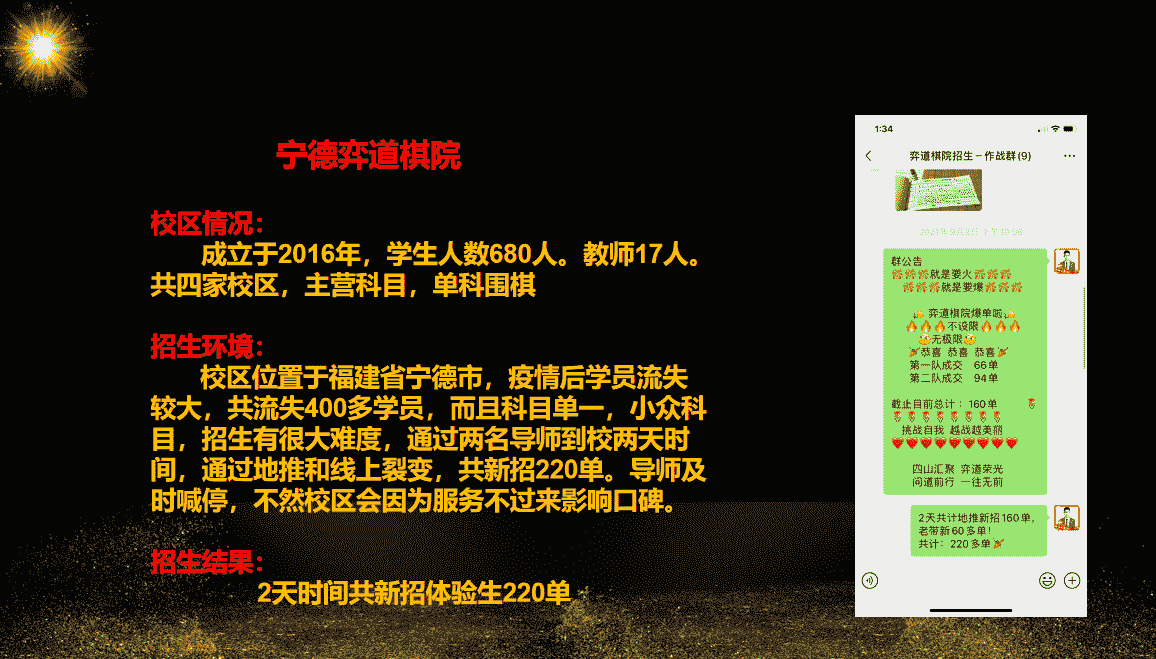 宁德弈道棋院
校区情况：
成立于2016年，学生人数680人。教师17人。
共四家校区，主营科目，单科围棋
招生环境：
校区位置于福建省宁德市，疫情后学员流失
较大，共流失400多学员，而且科目单一，小众科
目，招生有很大难度，通过两名导师到校两天时
间，通过地推和线上裂变，共新招220单。导师及
时喊停，不然校区会因为服务不过来影响口碑。
招生结果：
2天时间共新招体验生220单
1:34
弈道棋院招生－作战群(9)
群公告
就是要火
就是要爆
弈道棋院爆单啦
不设限
无极限
恭喜 恭喜 恭喜
第一队成交 66单
第二队成交 94单
截止目前总计：160单
挑战自我 越战越美丽
四山汇聚 弈道荣光
问道前行 一往无前
2天共计地推新招160单，
老带新60多单！
共计：220多单